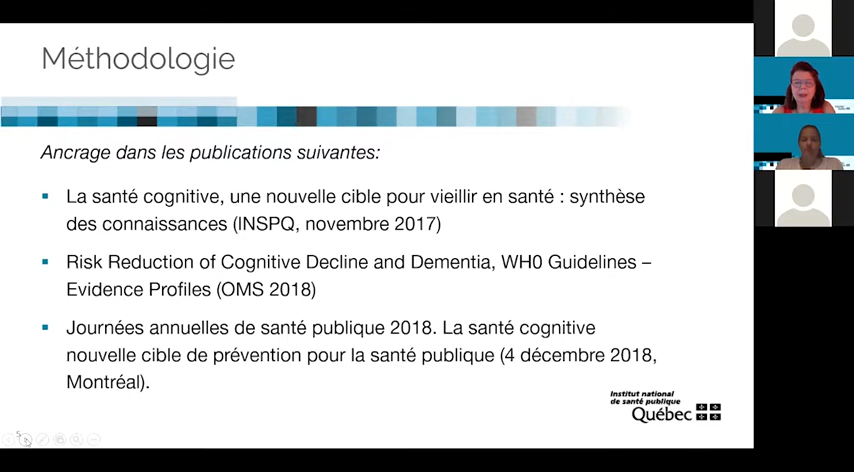 Méthodologie
Ancrage dans les publications suivantes:
La santé cognitive, une nouvelle cible pour vieillir en santé : synthèse
des connaissances (INSPQ, novembre 2017)
Risk Reduction of Cognitive Decline and Dementia, WH0 Guidelines –
Evidence Profiles (OMS 2018)
Journées annuelles de santé publique 2018. La santé cognitive
nouvelle cible de prévention pour la santé publique (4 décembre 2018,
Montréal).
Institut national
de santé publique
Québec
5